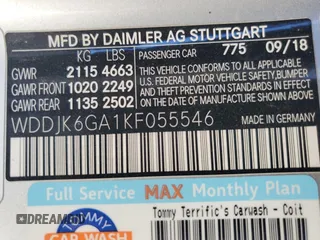 MFD BY DAIMLER AG STUTTGART
KG LBS PASSENGER CAR 775 09/18
GVWR 2115 4663
GAWR FRONT 1020 2249
GAWR REAR 1135 2502
THIS VEHICLE CONFORMS TO ALL APPLICABLE
U.S. FEDERAL MOTOR VEHICLE SAFETY, BUMPER,
AND THEFT PREVENTION STANDARDS IN EFFECT
ON THE DATE OF MANUFACTURE SHOWN ABOVE.
WDDJK6GA1KF055546 MADE IN GERMANY
Full Service MAX Monthly Plan
TOMMY
CAR WASH
Tommy Terrific's Carwash - Coit
DREAM